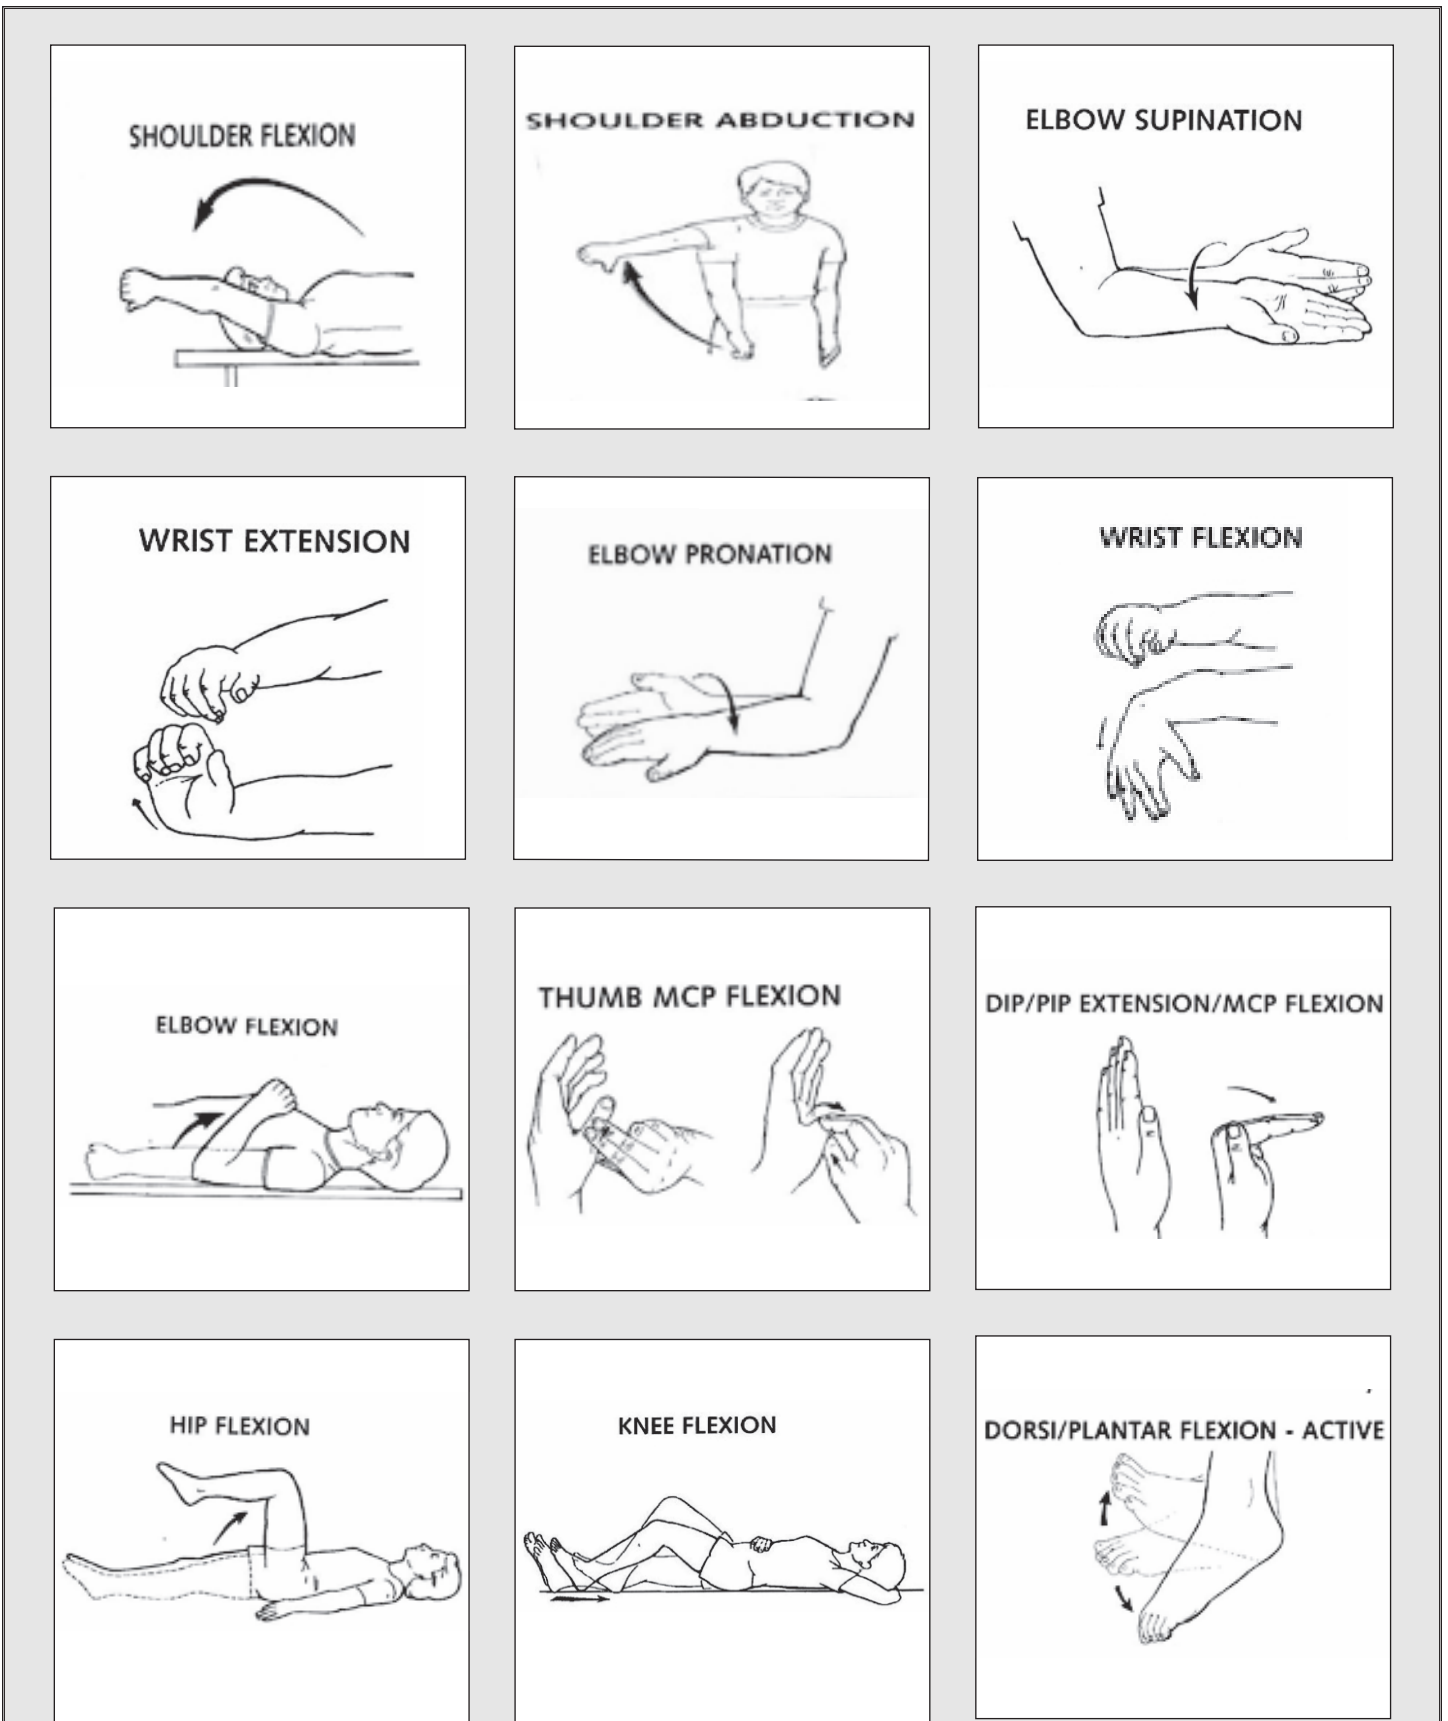 SHOULDER FLEXION
SHOULDER ABDUCTION
ELBOW SUPINATION
WRIST EXTENSION
ELBOW PRONATION
WRIST FLEXION
ELBOW FLEXION
THUMB MCP FLEXION
DIP/PIP EXTENSION/MCP FLEXION
HIP FLEXION
KNEE FLEXION
DORSI/PLANTAR FLEXION - ACTIVE